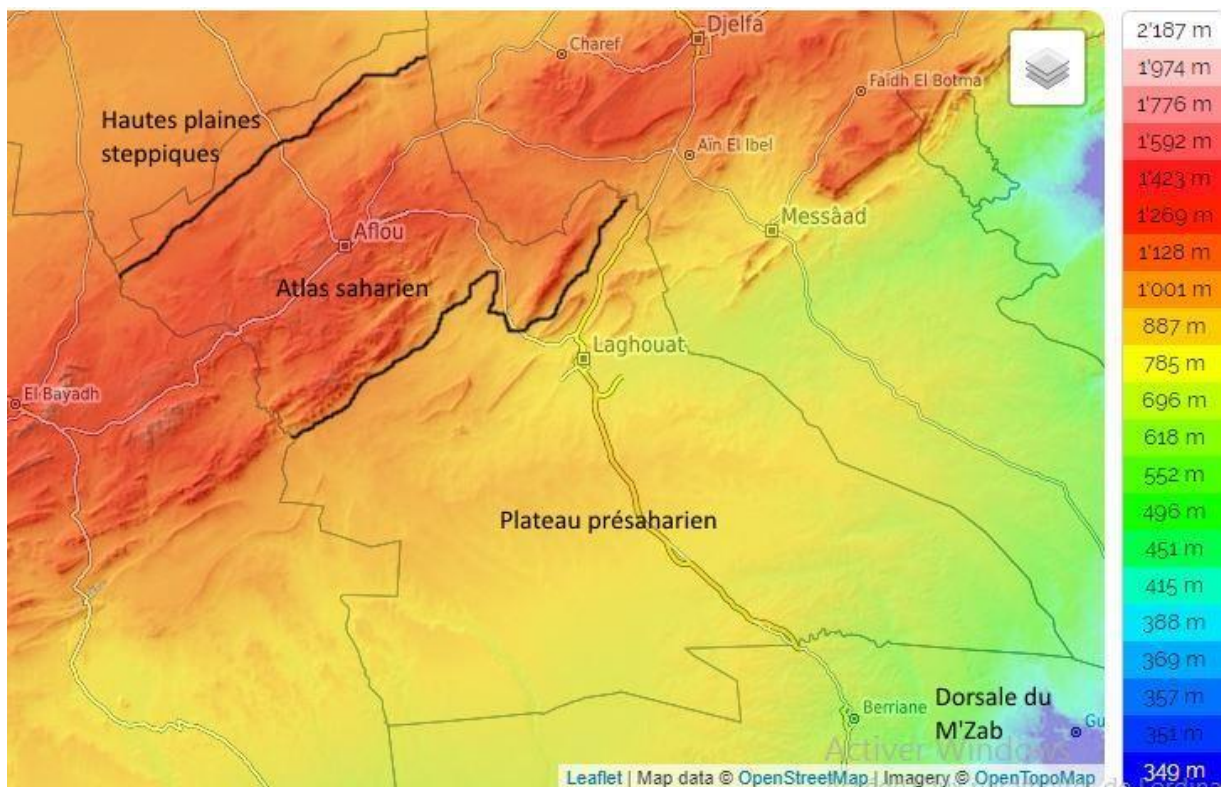 Djelfa
Charef
Faïdh El Botma
Hautes plaines
steppiques
Aïn El Ibel
Messâad
Aflou
Atlas saharien
Laghouat
El Bayadh
Plateau présaharien
Dorsale du
M'Zab
Berriane
Gu
Activer Windows
Leaflet | Map data © OpenStreetMap | Imagery © OpenTopoMap
2'187 m
1'974 m
1'776 m
1'592 m
1'423 m
1'269 m
1'128 m
1'001 m
887 m
785 m
696 m
618 m
552 m
496 m
451 m
415 m
388 m
369 m
357 m
351 m
349 m